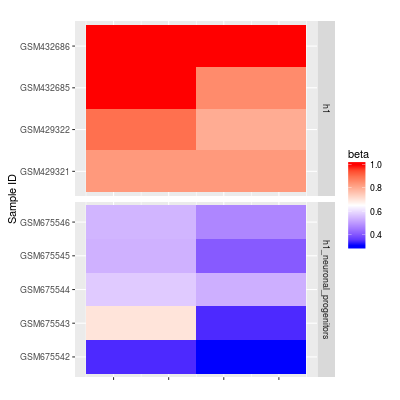 GSM432686
GSM432685
GSM429322
GSM429321
h1
Sample ID
GSM675546
GSM675545
GSM675544
GSM675543
GSM675542
h1_neuronal_progenitors
beta
1.0
0.8
0.6
0.4